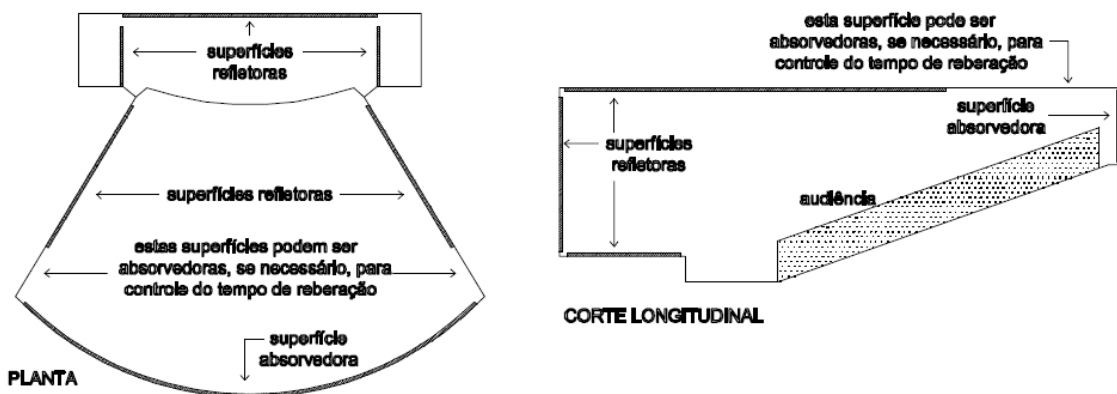 superfícies
refletoras
superfícies refletoras
estas superfícies podem ser
absorvedoras, se necessário, para
controle do tempo de reberação
superfície
absorvedora
PLANTA
esta superfície pode ser
absorvedoras, se necessário, para
controle do tempo de reberação
superfície
absorvedora
superfícies
refletoras
audiência
CORTE LONGITUDINAL